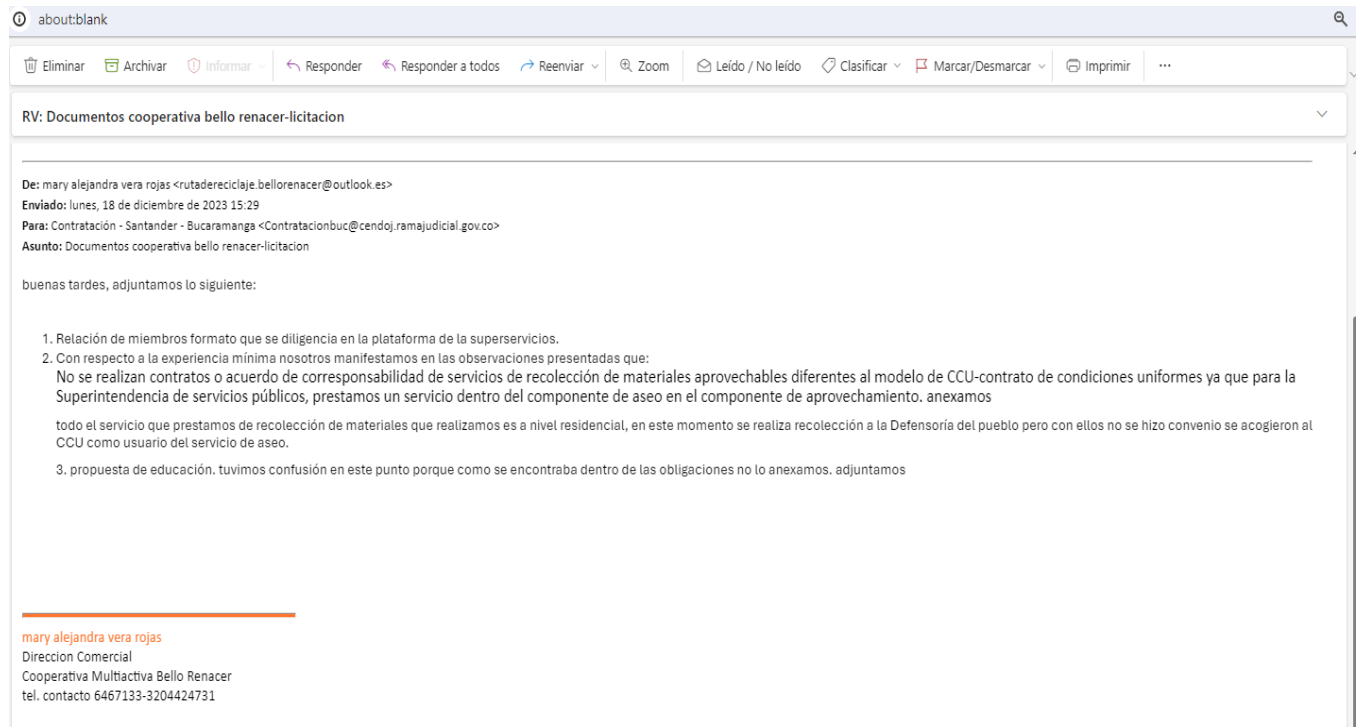 about:blank
Eliminar Archivar Informar Responder Responder a todos Reenviar Zoom Leído / No leído Clasificar Marcar/Desmarcar Imprimir ...
RV: Documentos cooperativa bello renacer-licitacion
De: mary alejandra vera rojas <rutadereciclaje.bellorenacer@outlook.es>
Enviado: lunes, 18 de diciembre de 2023 15:29
Para: Contratación - Santander - Bucaramanga <Contratacionbuc@cendoj.ramajudicial.gov.co>
Asunto: Documentos cooperativa bello renacer-licitacion
buenas tardes, adjuntamos lo siguiente:
1. Relación de miembros formato que se diligencia en la plataforma de la superservicios.
2. Con respecto a la experiencia mínima nosotros manifestamos en las observaciones presentadas que:
No se realizan contratos o acuerdo de corresponsabilidad de servicios de recolección de materiales aprovechables diferentes al modelo de CCU-contrato de condiciones uniformes ya que para la
Superintendencia de servicios públicos, prestamos un servicio dentro del componente de aseo en el componente de aprovechamiento. anexamos
todo el servicio que prestamos de recolección de materiales que realizamos es a nivel residencial, en este momento se realiza recolección a la Defensoría del pueblo pero con ellos no se hizo convenio se acogieron al
CCU como usuario del servicio de aseo.
3. propuesta de educación. tuvimos confusión en este punto porque como se encontraba dentro de las obligaciones no lo anexamos. adjuntamos
mary alejandra vera rojas
Direccion Comercial
Cooperativa Multiactiva Bello Renacer
tel. contacto 6467133-3204424731